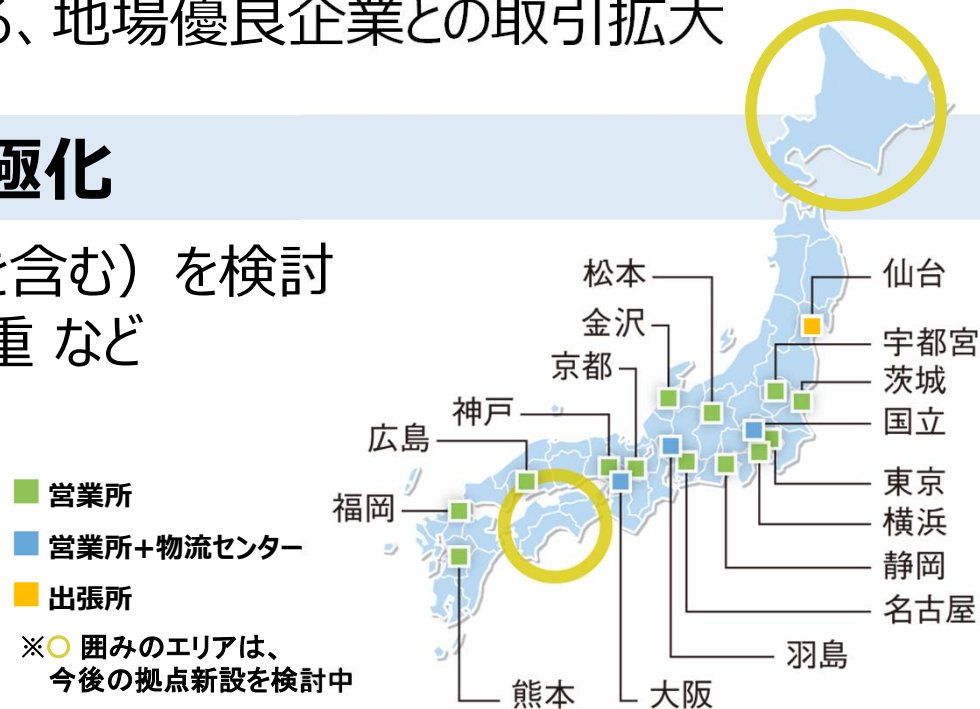 、地場優良企業との取引拡大
極化
含む）を検討
重 など
松本
仙台
金沢
宇都宮
京都
茨城
神戸
国立
広島
東京
福岡
横浜
静岡
名古屋
羽島
熊本
大阪
営業所
営業所+物流センター
出張所
※○ 囲みのエリアは、
今後の拠点新設を検討中